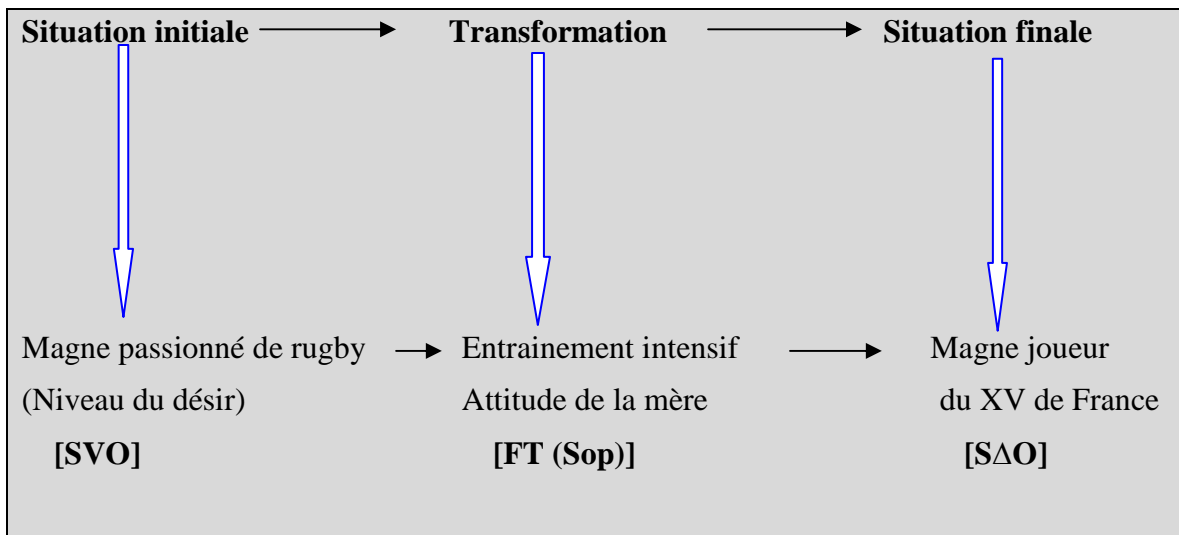 Situation initiale Transformation Situation finale
Magne passionné de rugby Entrainement intensif Magne joueur
(Niveau du désir) Attitude de la mère du XV de France
[SVO] [FT (Sop)] [S∆O]